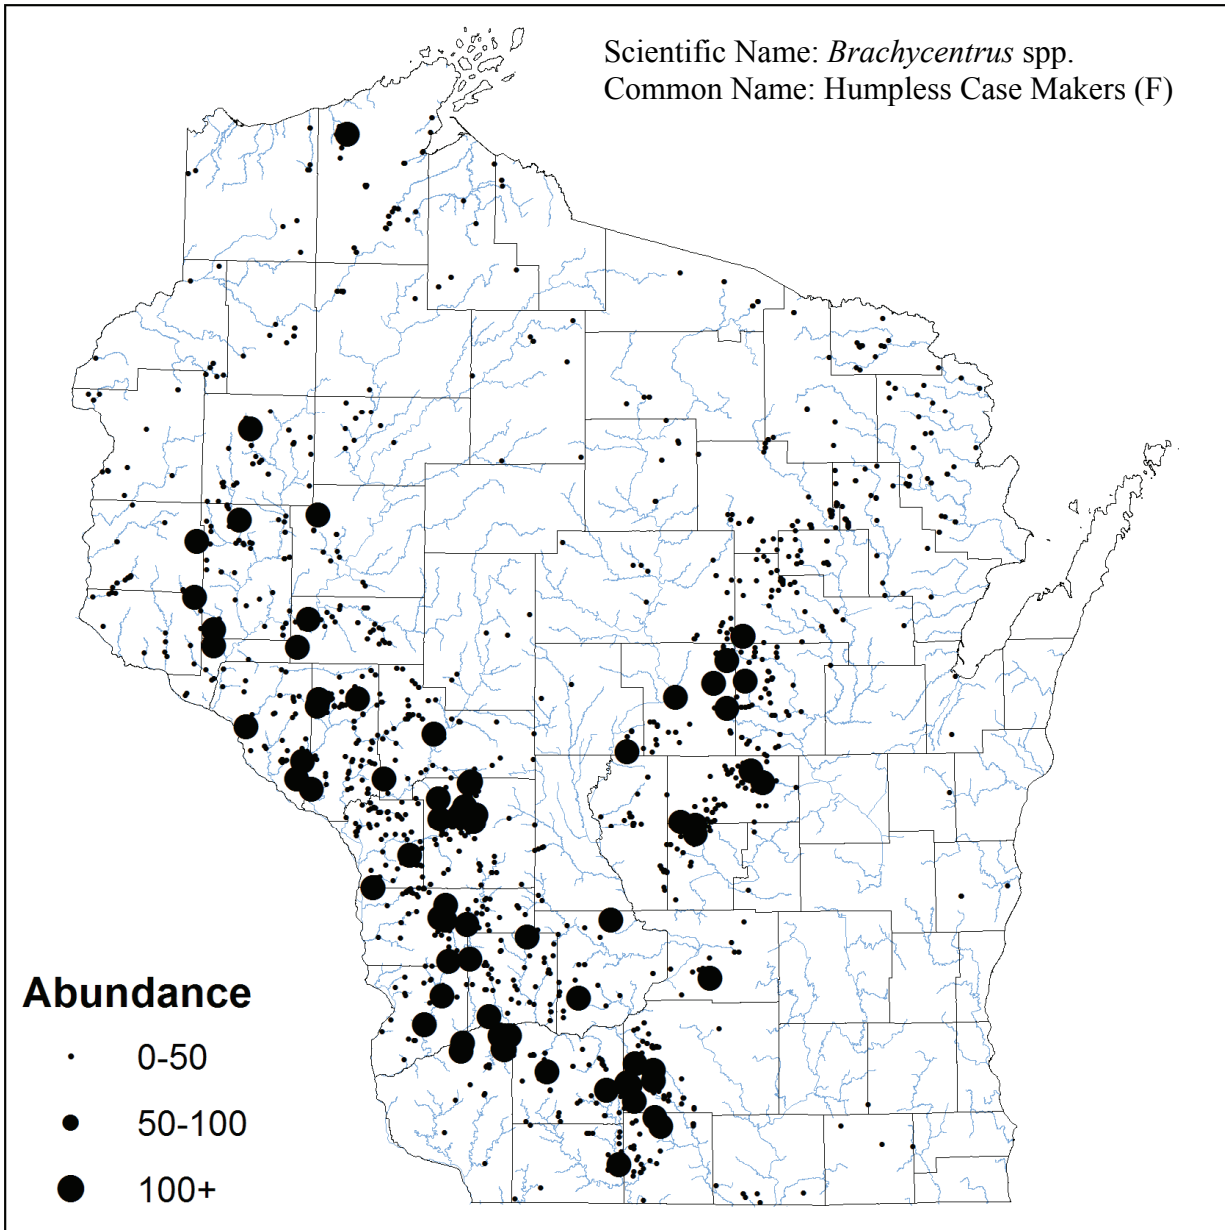 Scientific Name: Brachycentrus spp.
Common Name: Humpless Case Makers (F)
Abundance
0-50
50-100
100+